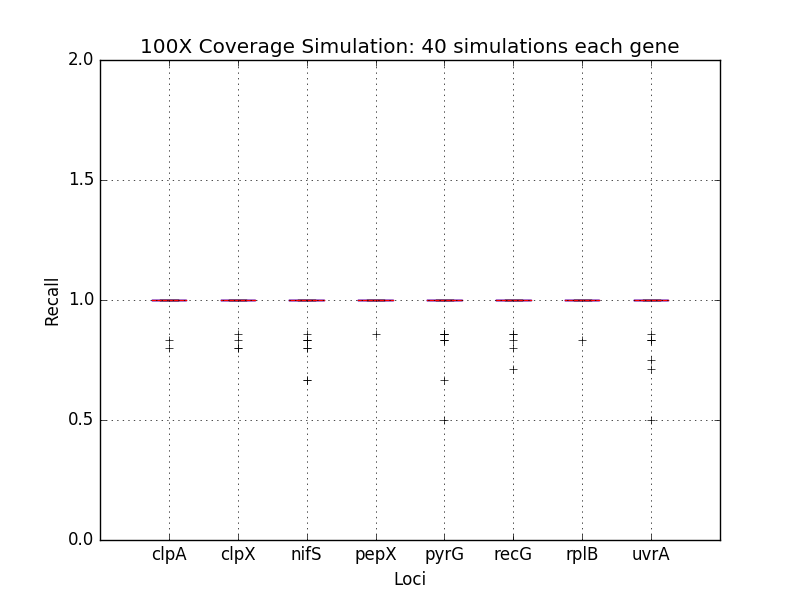 100X Coverage Simulation: 40 simulations each gene
2.0
1.5
1.0
0.5
0.0
Recall
clpA clpX nifS pepX pyrG recG rplB uvrA
Loci